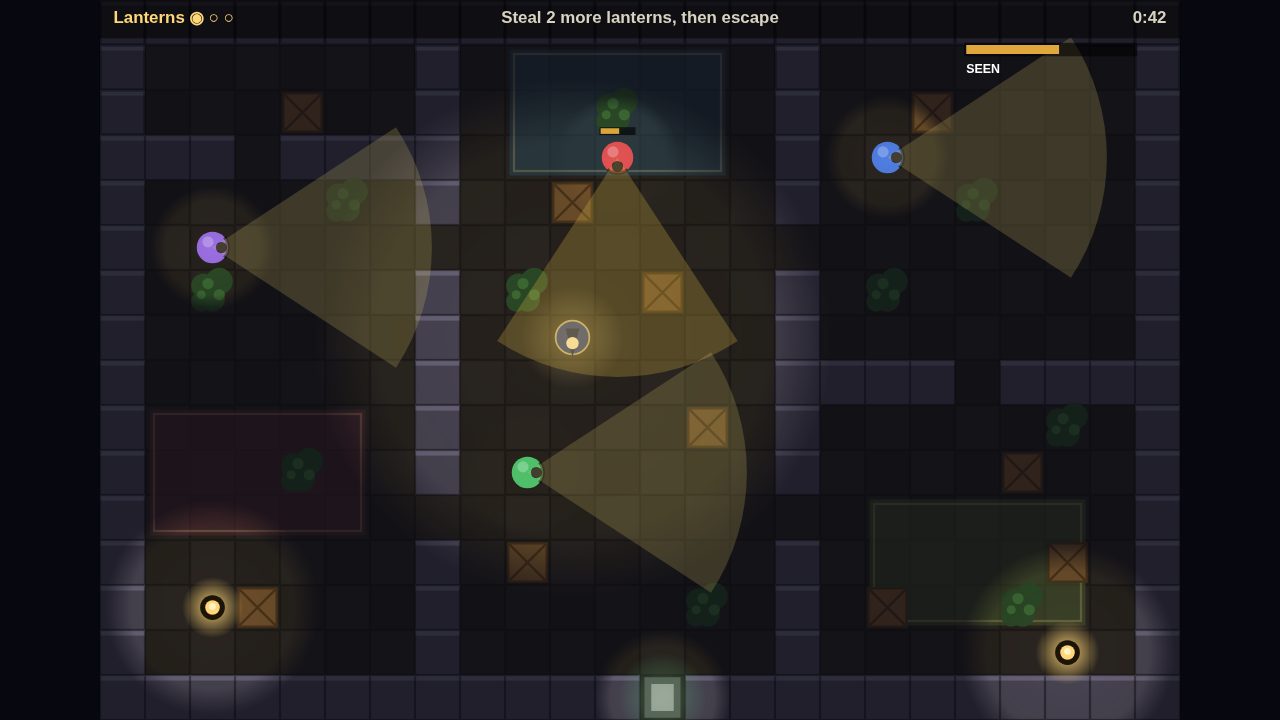 Lanterns ◉ ○ ○
Steal 2 more lanterns, then escape
0:42
SEEN